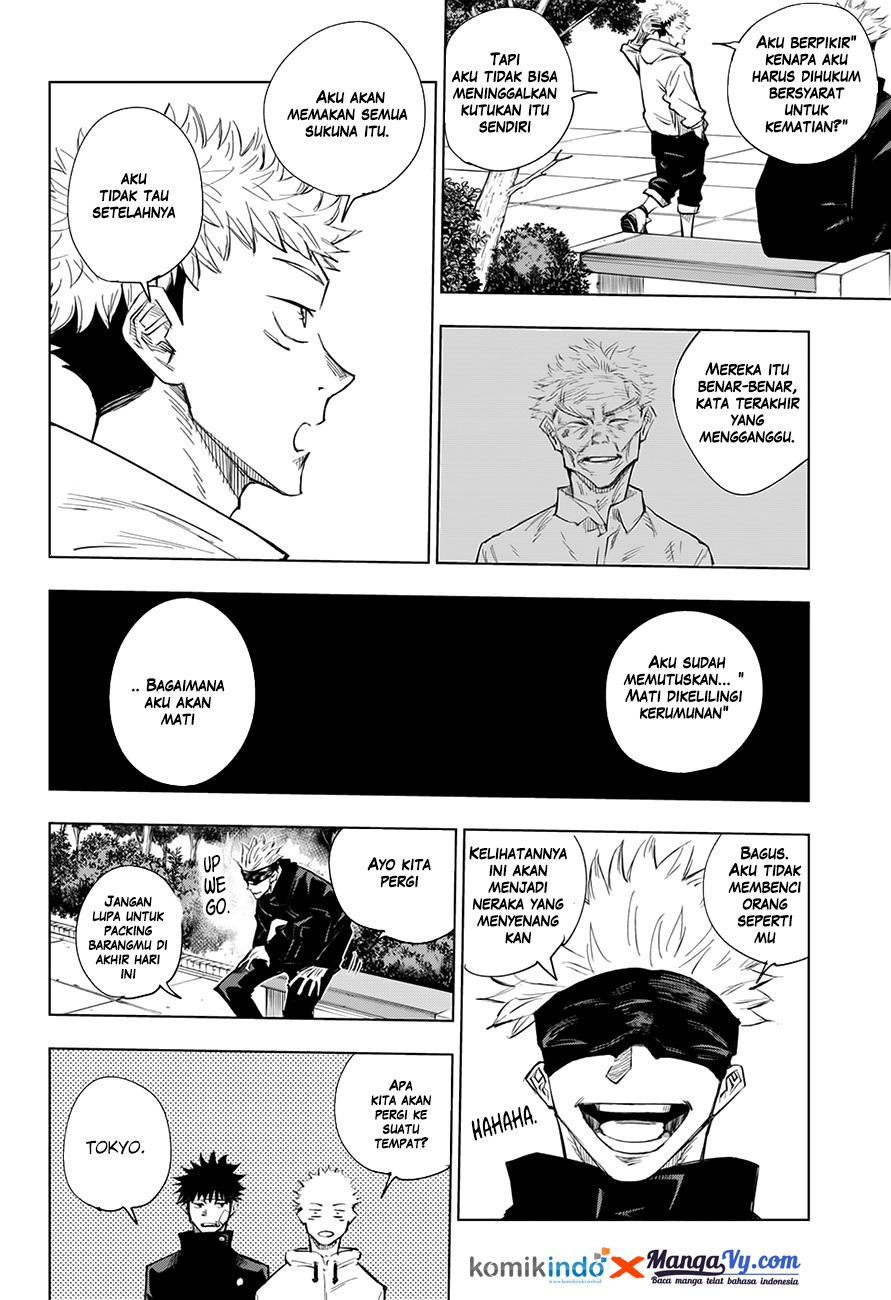 AKU BERPIKIR"
KENAPA AKU
HARUS DIHUKUM
BERSYARAT
UNTUK
KEMATIAN?"
TAPI
AKU TIDAK BISA
MENINGGALKAN
KUTUKAN ITU
SENDIRI
AKU AKAN
MEMAKAN SEMUA
SUKUNA ITU.
AKU
TIDAK TAU
SETELAHNYA
MEREKA ITU
BENAR-BENAR,
KATA TERAKHIR
YANG
MENGGANGGU.
AKU SUDAH
MEMUTUSKAN... "
MATI DIKELILINGI
KERUMUNAN"
.. BAGAIMANA
AKU AKAN
MATI
BAGUS.
AKU TIDAK
MEMBENCI
ORANG
SEPERTI
MU
KELIHATANNYA
INI AKAN
MENJADI
NERAKA YANG
MENYENANG
KAN
HAHAHA.
AYO KITA
PERGI
UP
WE
GO.
JANGAN
LUPA UNTUK
PACKING
BARANGMU DI
AKHIR HARI
INI
APA
KITA AKAN
PERGI KE
SUATU
TEMPAT?
TOKYO.
komikindo X MangaVy.com
www.komikindo.web.id
Baca manga telat bahasa indonesia